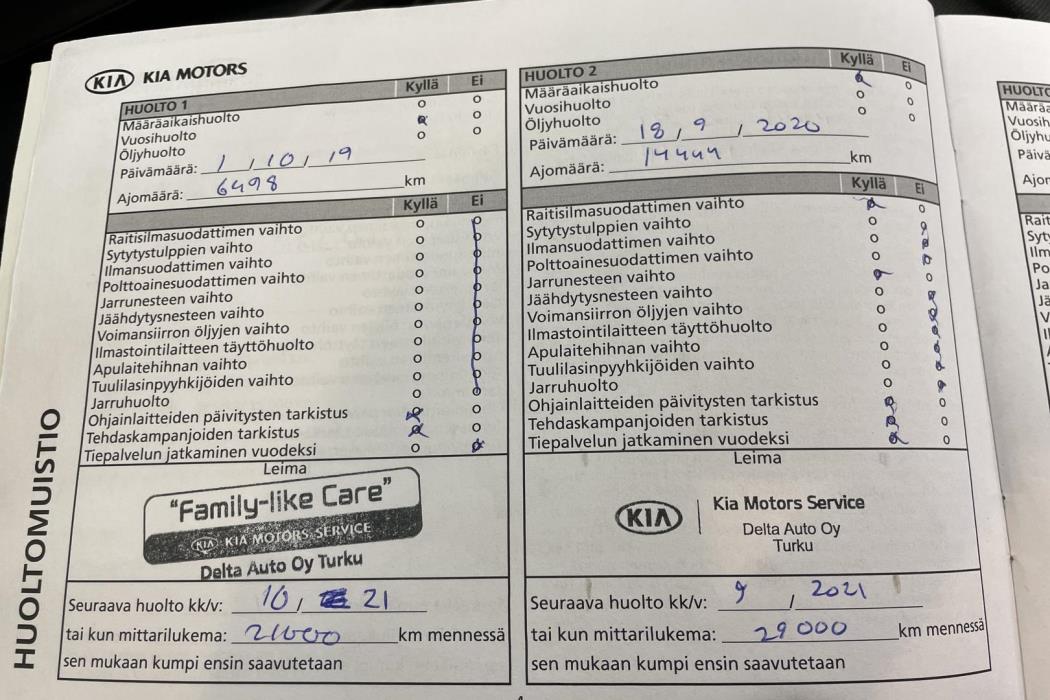 KIA KIA MOTORS
HUOLTO 1 Kyllä Ei
Määräaikaishuolto
Vuosihuolto
Öljyhuolto
Päivämäärä: 1 / 10 / 19
Ajomäärä: 6498 km
Kyllä Ei
Raitisilmasuodattimen vaihto
Sytytystulppien vaihto
Ilmansuodattimen vaihto
Polttoainesuodattimen vaihto
Jarrunesteen vaihto
Jäähdytysnesteen vaihto
Voimansiirron öljyjen vaihto
Ilmastointilaitteen täyttöhuolto
Apulaitehihnan vaihto
Tuulilasinpyyhkijöiden vaihto
Jarruhuolto
Ohjainlaitteiden päivitysten tarkistus
Tehdaskampanjoiden tarkistus
Tiepalvelun jatkaminen vuodeksi
Leima
"Family-like Care"
KIA KIA MOTORS SERVICE
Delta Auto Oy Turku
Seuraava huolto kk/v: 10 / 21
tai kun mittarilukema: 21000 km mennessä
sen mukaan kumpi ensin saavutetaan
HUOLTO 2 Kyllä Ei
Määräaikaishuolto
Vuosihuolto
Öljyhuolto
Päivämäärä: 18 / 9 / 2020
Ajomäärä: 14444 km
Kyllä Ei
Raitisilmasuodattimen vaihto
Sytytystulppien vaihto
Ilmansuodattimen vaihto
Polttoainesuodattimen vaihto
Jarrunesteen vaihto
Jäähdytysnesteen vaihto
Voimansiirron öljyjen vaihto
Ilmastointilaitteen täyttöhuolto
Apulaitehihnan vaihto
Tuulilasinpyyhkijöiden vaihto
Jarruhuolto
Ohjainlaitteiden päivitysten tarkistus
Tehdaskampanjoiden tarkistus
Tiepalvelun jatkaminen vuodeksi
Leima
KIA Kia Motors Service
Delta Auto Oy
Turku
Seuraava huolto kk/v: 9 / 2021
tai kun mittarilukema: 29000 km mennessä
sen mukaan kumpi ensin saavutetaan
HUOLTOMUISTIO